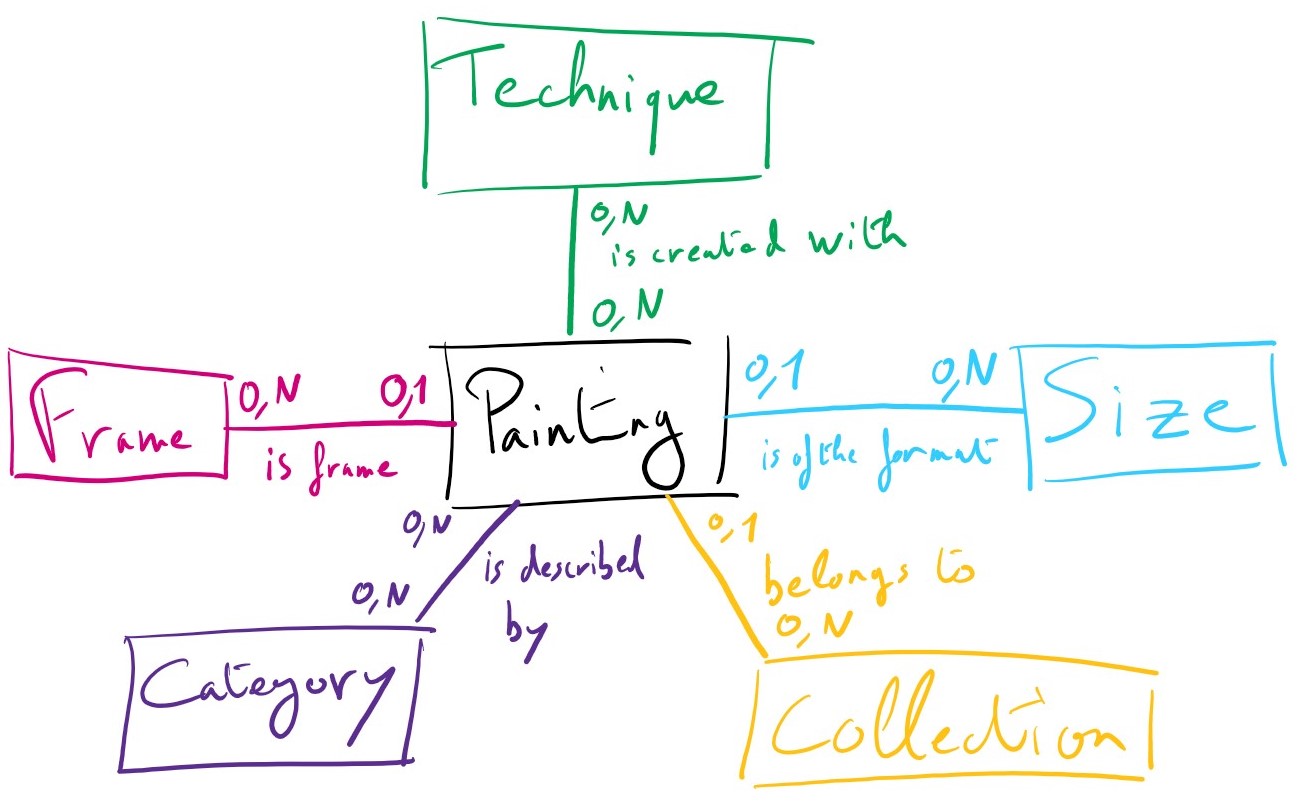 Technique
0,N
is created with
0,N
Frame
0,N
0,1
is frame
Painting
0,1
0,N
is of the format
Size
0,N
is described
by
0,N
Category
0,1
belongs to
0,N
Collection